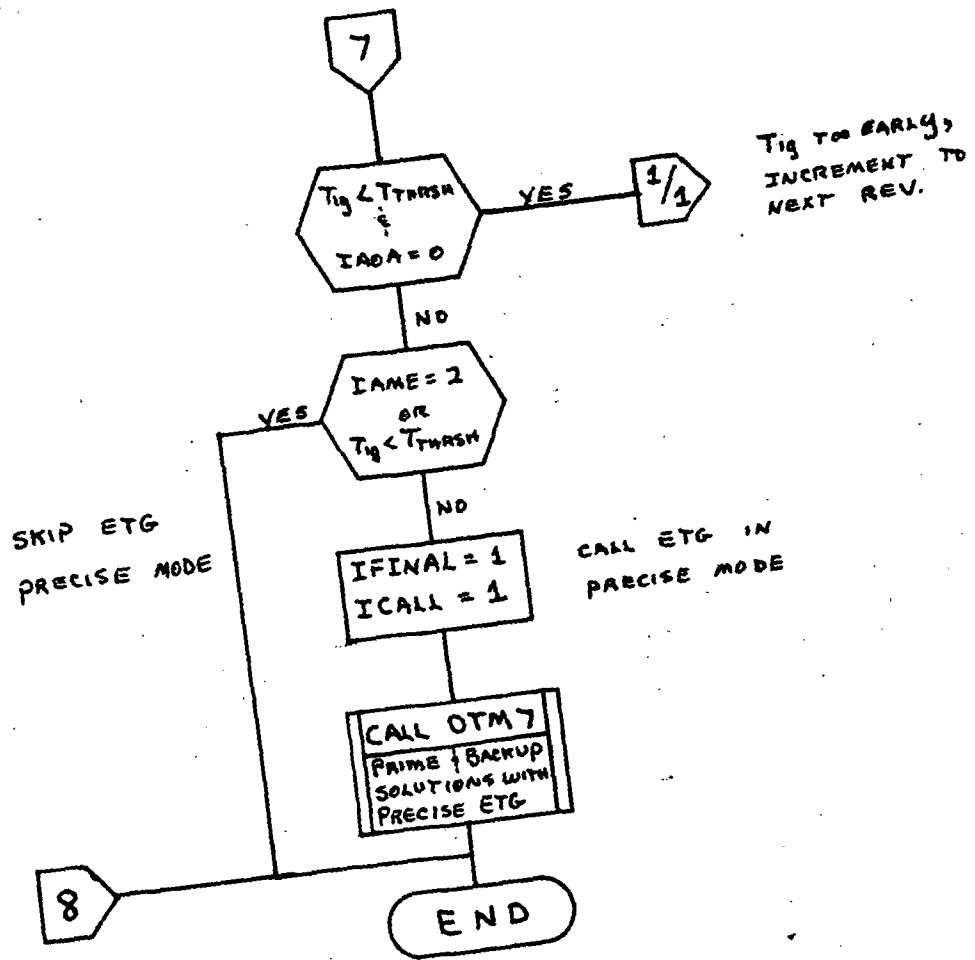 7
Tig < TTHRSH
&
IAOA = 0
YES
1/1
Tig TOO EARLY,
INCREMENT TO
NEXT REV.
NO
IAME = 2
OR
Tig < TTHRSH
YES
NO
SKIP ETG
PRECISE MODE
IFINAL = 1
ICALL = 1
CALL ETG IN
PRECISE MODE
CALL OTM7
PRIME & BACKUP
SOLUTIONS WITH
PRECISE ETG
8
END